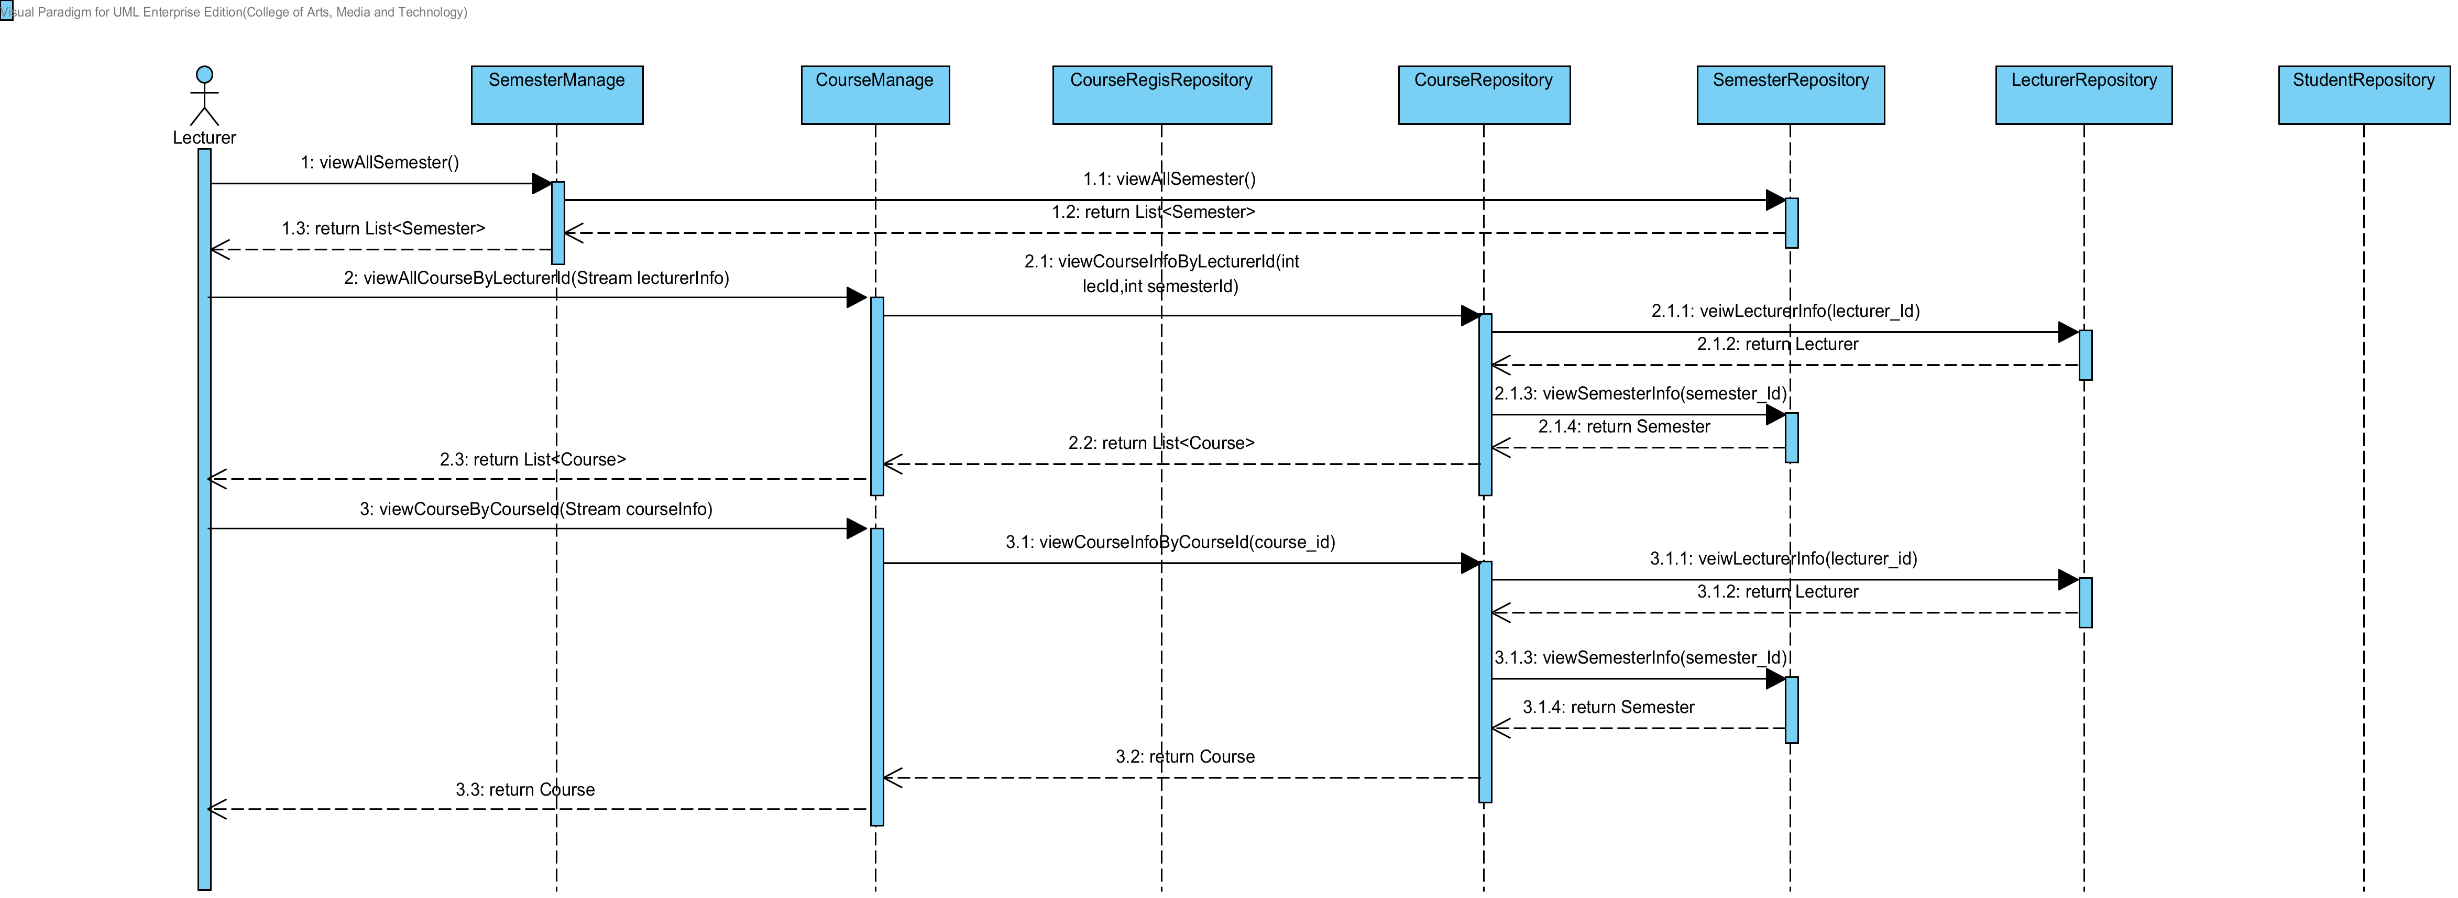 Visual Paradigm for UML Enterprise Edition(College of Arts, Media and Technology)
SemesterManage
CourseManage
CourseRegisRepository
CourseRepository
SemesterRepository
LecturerRepository
StudentRepository
Lecturer
1: viewAllSemester()
1.1: viewAllSemester()
1.2: return List<Semester>
1.3: return List<Semester>
2: viewAllCourseByLecturerId(Stream lecturerInfo)
2.1: viewCourseInfoByLecturerId(int
lecId,int semesterId)
2.1.1: veiwLecturerInfo(lecturer_Id)
2.1.2: return Lecturer
2.1.3: viewSemesterInfo(semester_Id)
2.1.4: return Semester
2.2: return List<Course>
2.3: return List<Course>
3: viewCourseByCourseId(Stream courseInfo)
3.1: viewCourseInfoByCourseId(course_id)
3.1.1: veiwLecturerInfo(lecturer_id)
3.1.2: return Lecturer
3.1.3: viewSemesterInfo(semester_Id)
3.1.4: return Semester
3.2: return Course
3.3: return Course